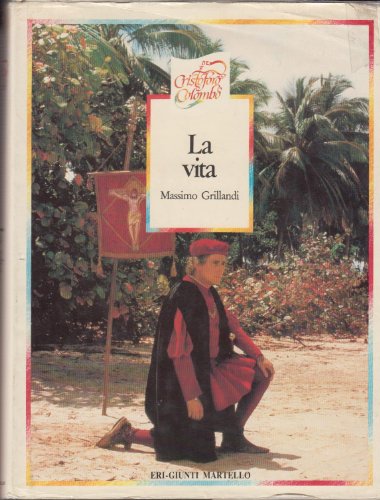 Cristoforo
Colombo
La
vita
Massimo Grillandi
ERI-GIUNTI MARTELLO